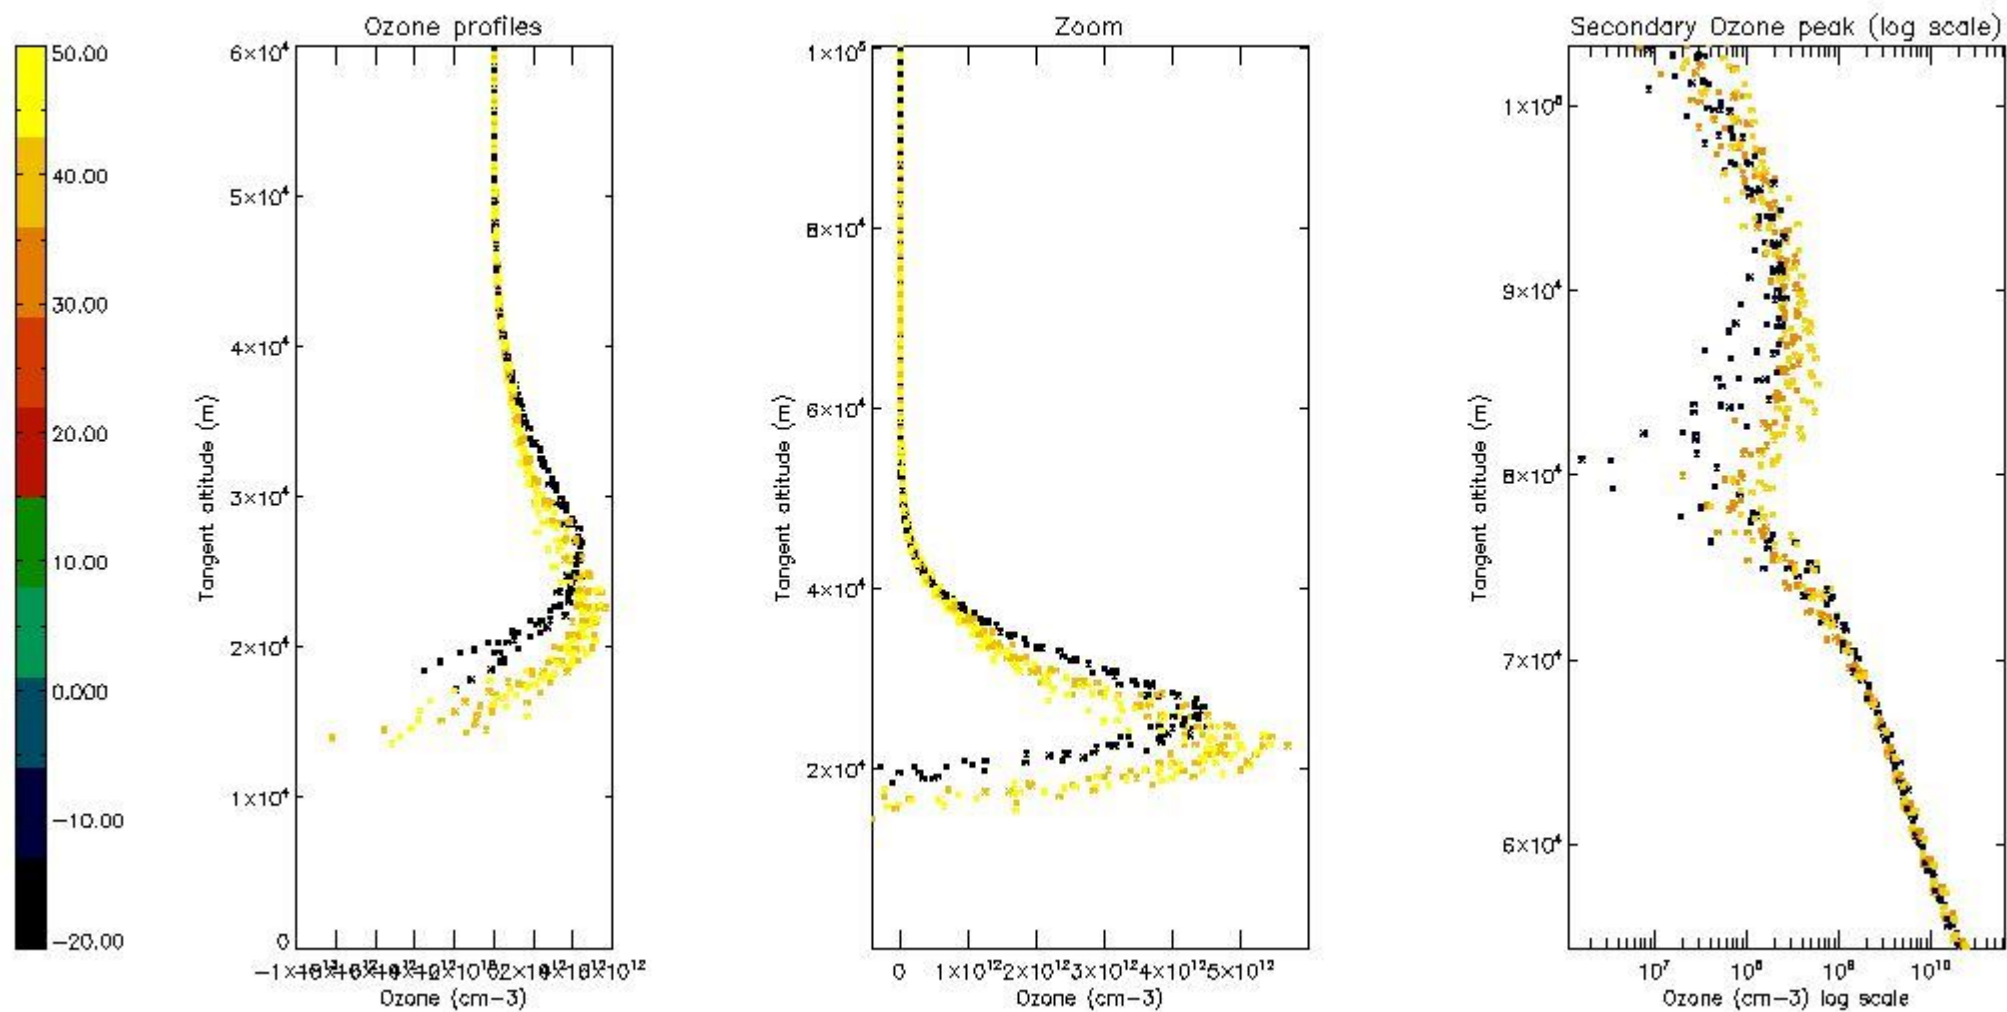 Ozone profiles
Zoom
Secondary Ozone peak (log scale)
50.00
40.00
30.00
20.00
10.00
-10.00
-20.00
6×10⁴
5×10⁴
4×10⁴
3×10⁴
2×10⁴
1×10⁴
0
Tangent altitude (m)
Ozone (cm-3)
1×10⁵
8×10⁴
6×10⁴
4×10⁴
2×10⁴
Tangent altitude (m)
0 1×10¹² 2×10¹² 3×10¹² 4×10¹² 5×10¹²
Ozone (cm-3)
1×10⁵
9×10⁴
8×10⁴
7×10⁴
6×10⁴
Tangent altitude (m)
10⁷ 10⁸ 10⁹ 10¹⁰
Ozone (cm-3) log scale